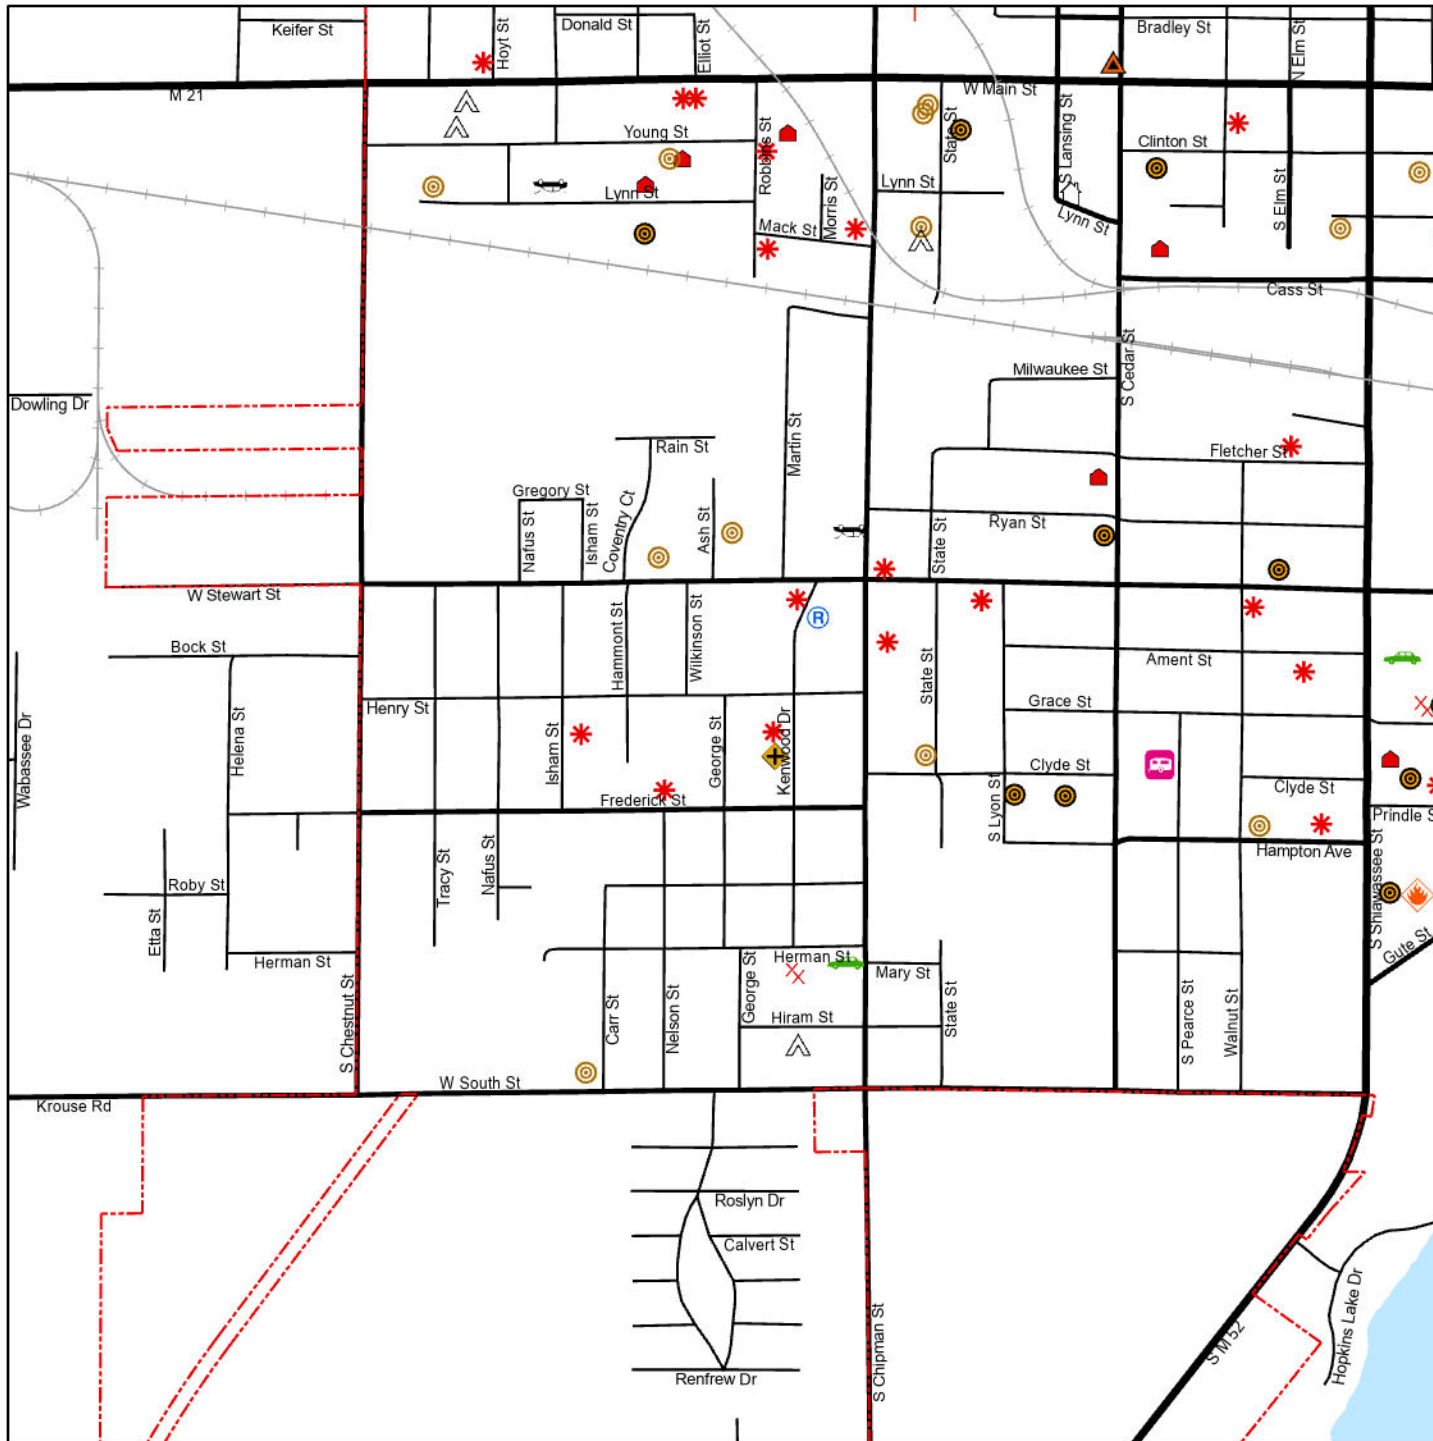 Keifer St
Hoyt St
Donald St
Elliot St
Bradley St
N Elm St
M 21
W Main St
Young St
Robbins St
State St
S Lansing St
Clinton St
Lynn St
Morris St
Lynn St
Lynn St
S Elm St
Mack St
Cass St
S Cedar St
Milwaukee St
Dowling Dr
Martin St
Rain St
Fletcher St
Gregory St
Nafus St
Isham St
Coventry Ct
Ash St
State St
Ryan St
W Stewart St
R
Bock St
Hammont St
Wilkinson St
State St
Ament St
Wabassee Dr
Helena St
Henry St
Isham St
George St
Kenwood Dr
Grace St
Clyde St
Clyde St
S Lyon St
Frederick St
Prindle S
Hampton Ave
Tracy St
Nafus St
S Shiawassee St
Roby St
Etta St
Gute St
Herman St
Herman St
Mary St
S Chestnut St
Carr St
Nelson St
George St
State St
S Pearce St
Walnut St
Hiram St
W South St
Krouse Rd
Roslyn Dr
Calvert St
S Chipman St
S M 52
Hopkins Lake Dr
Renfrew Dr